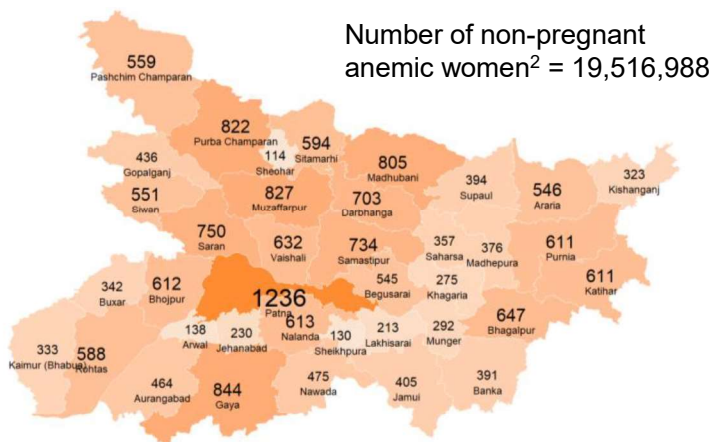 Number of non-pregnant
anemic women² = 19,516,988
559
Pashchim Champaran
822
Purba Champaran
594
Sitamarhi
114
Sheohar
436
Gopalganj
805
Madhubani
551
Siwan
827
Muzaffarpur
703
Darbhanga
394
Supaul
546
Araria
323
Kishanganj
750
Saran
632
Vaishali
734
Samastipur
357
Saharsa
376
Madhepura
611
Purnia
611
Katihar
342
Buxar
612
Bhojpur
1236
Patna
545
Begusarai
275
Khagaria
647
Bhagalpur
333
Kaimur (Bhabua)
588
Rohtas
138
Arwal
230
Jehanabad
613
Nalanda
130
Sheikhpura
213
Lakhisarai
292
Munger
464
Aurangabad
844
Gaya
475
Nawada
405
Jamui
391
Banka